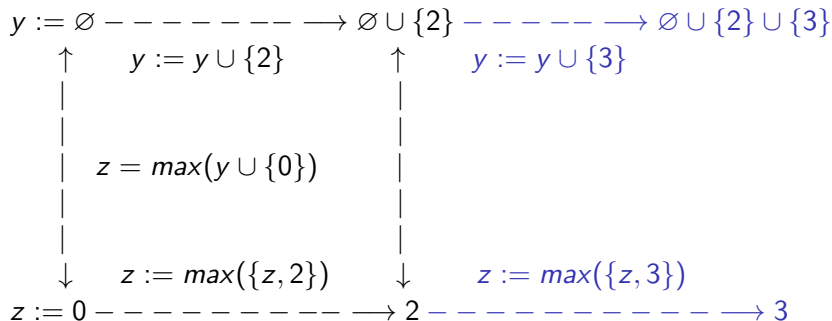 y := ∅ − − − − − − −⟶ ∅ ∪ {2} − − − − −⟶ ∅ ∪ {2} ∪ {3}
y := y ∪ {2} y := y ∪ {3}
z = max(y ∪ {0})
z := max({z, 2}) z := max({z, 3})
z := 0 − − − − − − − − −⟶ 2 − − − − − − − − − −⟶ 3